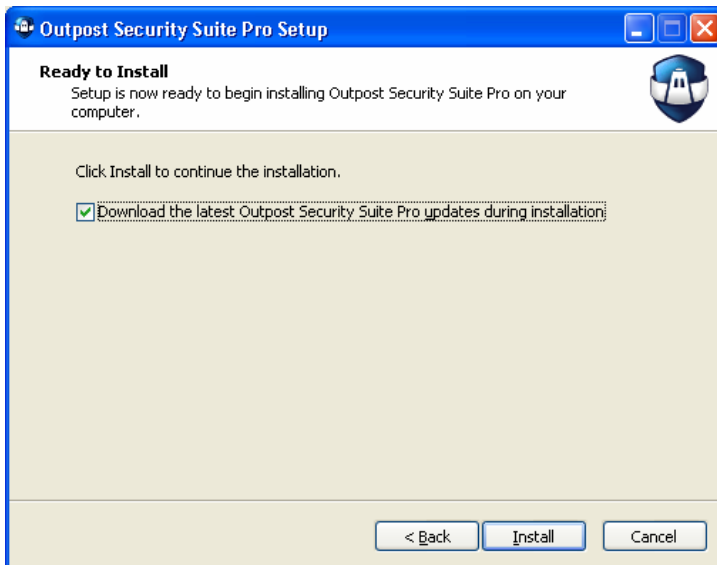 Outpost Security Suite Pro Setup
Ready to Install
Setup is now ready to begin installing Outpost Security Suite Pro on your
computer.
Click Install to continue the installation.
Download the latest Outpost Security Suite Pro updates during installation
< Back
Install
Cancel